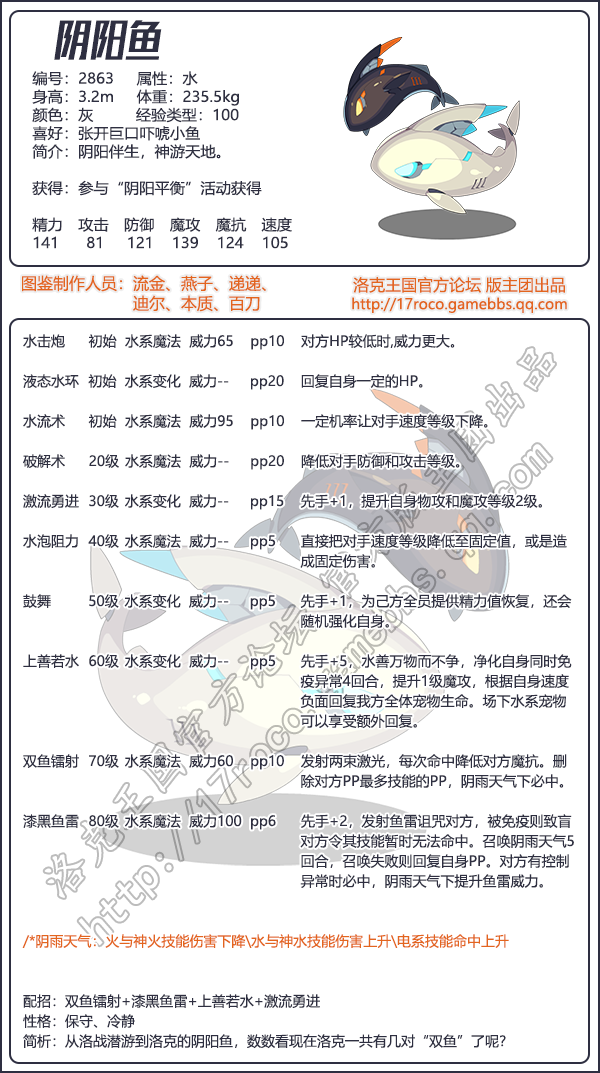 阴阳鱼
编号：2863 属性：水
身高：3.2m 体重：235.5kg
颜色：灰 经验类型：100
喜好：张开巨口吓唬小鱼
简介：阴阳伴生，神游天地。
获得：参与“阴阳平衡”活动获得
精力 攻击 防御 魔攻 魔抗 速度
141 81 121 139 124 105
图鉴制作人员：流金、燕子、递递、
迪尔、本质、百刀
洛克王国官方论坛 版主团出品
http://17roco.gamebbs.qq.com
水击炮 初始 水系魔法 威力65 pp10 对方HP较低时,威力更大。
液态水环 初始 水系变化 威力-- pp20 回复自身一定的HP。
水流术 初始 水系魔法 威力95 pp10 一定机率让对手速度等级下降。
破解术 20级 水系魔法 威力-- pp20 降低对手防御和攻击等级。
激流勇进 30级 水系变化 威力-- pp15 先手+1，提升自身物攻和魔攻等级2级。
水泡阻力 40级 水系魔法 威力-- pp5 直接把对手速度等级降低至固定值，或是造
成固定伤害。
鼓舞 50级 水系变化 威力-- pp5 先手+1，为己方全员提供精力值恢复，还会
随机强化自身。
上善若水 60级 水系变化 威力-- pp5 先手+5，水善万物而不争，净化自身同时免
疫异常4回合，提升1级魔攻，根据自身速度
负面回复我方全体宠物生命。场下水系宠物
可以享受额外回复。
双鱼镭射 70级 水系魔法 威力60 pp10 发射两束激光，每次命中降低对方魔抗。删
除对方PP最多技能的PP，阴雨天气下必中。
漆黑鱼雷 80级 水系魔法 威力100 pp6 先手+2，发射鱼雷诅咒对方，被免疫则致盲
对方令其技能暂时无法命中。召唤阴雨天气5
回合，召唤失败则回复自身PP。对方有控制
异常时必中，阴雨天气下提升鱼雷威力。
洛克王国官方论坛 官方版主团出品
http://17roco.gamebbs.qq.com
/*阴雨天气：火与神火技能伤害下降\水与神水技能伤害上升\电系技能命中上升
配招：双鱼镭射+漆黑鱼雷+上善若水+激流勇进
性格：保守、冷静
简析：从洛战潜游到洛克的阴阳鱼，数数看现在洛克一共有几对“双鱼”了呢？